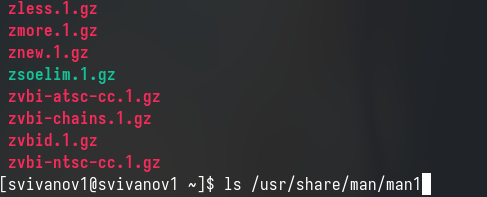 zless.1.gz
zmore.1.gz
znew.1.gz
zsoelim.1.gz
zvbi-atsc-cc.1.gz
zvbi-chains.1.gz
zvbid.1.gz
zvbi-ntsc-cc.1.gz
[svivanov1@svivanov1 ~]$ ls /usr/share/man/man1